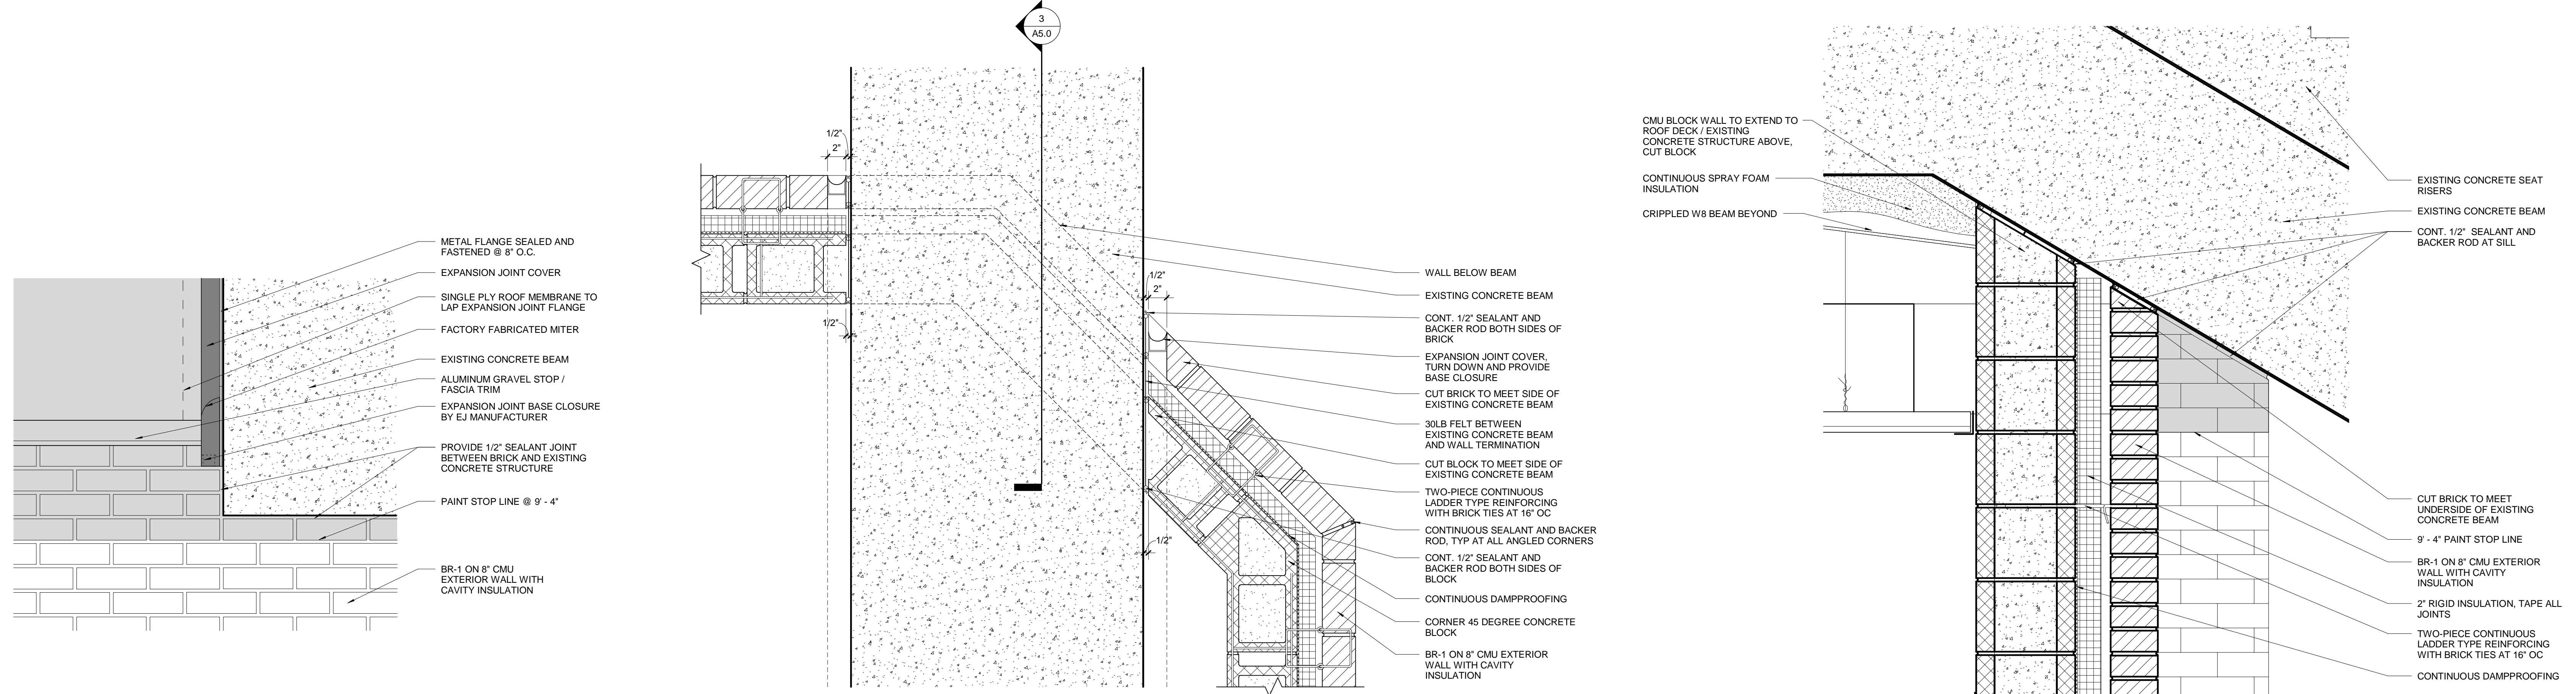 METAL FLANGE SEALED AND
FASTENED @ 8" O.C.
EXPANSION JOINT COVER
SINGLE PLY ROOF MEMBRANE TO
LAP EXPANSION JOINT FLANGE
FACTORY FABRICATED MITER
EXISTING CONCRETE BEAM
ALUMINUM GRAVEL STOP /
FASCIA TRIM
EXPANSION JOINT BASE CLOSURE
BY EJ MANUFACTURER
PROVIDE 1/2" SEALANT JOINT
BETWEEN BRICK AND EXISTING
CONCRETE STRUCTURE
PAINT STOP LINE @ 9' - 4"
BR-1 ON 8" CMU
EXTERIOR WALL WITH
CAVITY INSULATION
3
A5.0
1/2"
2"
1/2"
1/2"
2"
1/2"
WALL BELOW BEAM
EXISTING CONCRETE BEAM
CONT. 1/2" SEALANT AND
BACKER ROD BOTH SIDES OF
BRICK
EXPANSION JOINT COVER,
TURN DOWN AND PROVIDE
BASE CLOSURE
CUT BRICK TO MEET SIDE OF
EXISTING CONCRETE BEAM
30LB FELT BETWEEN
EXISTING CONCRETE BEAM
AND WALL TERMINATION
CUT BLOCK TO MEET SIDE OF
EXISTING CONCRETE BEAM
TWO-PIECE CONTINUOUS
LADDER TYPE REINFORCING
WITH BRICK TIES AT 16" OC
CONTINUOUS SEALANT AND BACKER
ROD, TYP AT ALL ANGLED CORNERS
CONT. 1/2" SEALANT AND
BACKER ROD BOTH SIDES OF
BLOCK
CONTINUOUS DAMPPROOFING
CORNER 45 DEGREE CONCRETE
BLOCK
BR-1 ON 8" CMU EXTERIOR
WALL WITH CAVITY
INSULATION
CMU BLOCK WALL TO EXTEND TO
ROOF DECK / EXISTING
CONCRETE STRUCTURE ABOVE,
CUT BLOCK
CONTINUOUS SPRAY FOAM
INSULATION
CRIPPLED W8 BEAM BEYOND
EXISTING CONCRETE SEAT
RISERS
EXISTING CONCRETE BEAM
CONT. 1/2" SEALANT AND
BACKER ROD AT SILL
CUT BRICK TO MEET
UNDERSIDE OF EXISTING
CONCRETE BEAM
9' - 4" PAINT STOP LINE
BR-1 ON 8" CMU EXTERIOR
WALL WITH CAVITY
INSULATION
2" RIGID INSULATION, TAPE ALL
JOINTS
TWO-PIECE CONTINUOUS
LADDER TYPE REINFORCING
WITH BRICK TIES AT 16" OC
CONTINUOUS DAMPPROOFING